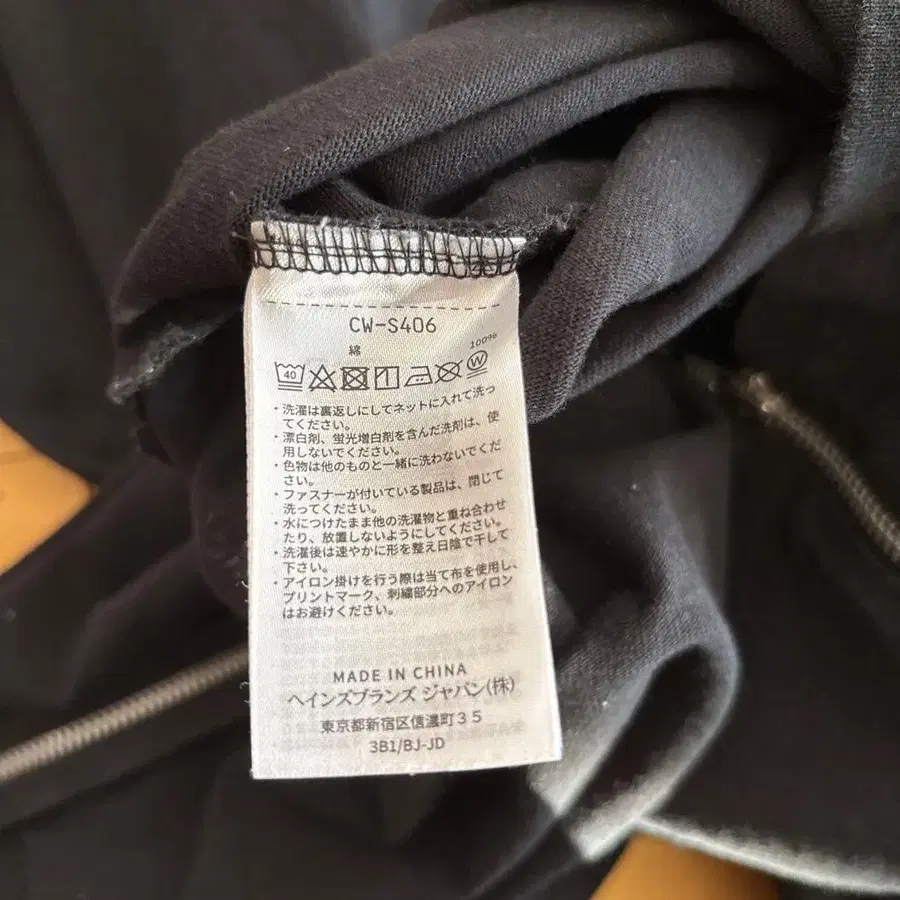 CW-S406
綿 100%
40 W
・洗濯は裏返しにしてネットに入れて洗っ
てください。
・漂白剤、蛍光増白剤を含んだ洗剤は、使
用しないでください。
・色物は他のものと一緒に洗わないでくだ
さい。
・ファスナーが付いている製品は、閉じて
洗ってください。
・水につけたまま他の洗濯物と重ね合わせ
たり、放置しないようにしてください。
・洗濯後は速やかに形を整え日陰で干して
下さい。
・アイロン掛けを行う際は当て布を使用し、
プリントマーク、刺繍部分へのアイロン
はお避けください。
MADE IN CHINA
ヘインズブランズ ジャパン(株)
東京都新宿区信濃町35
3B1/BJ-JD